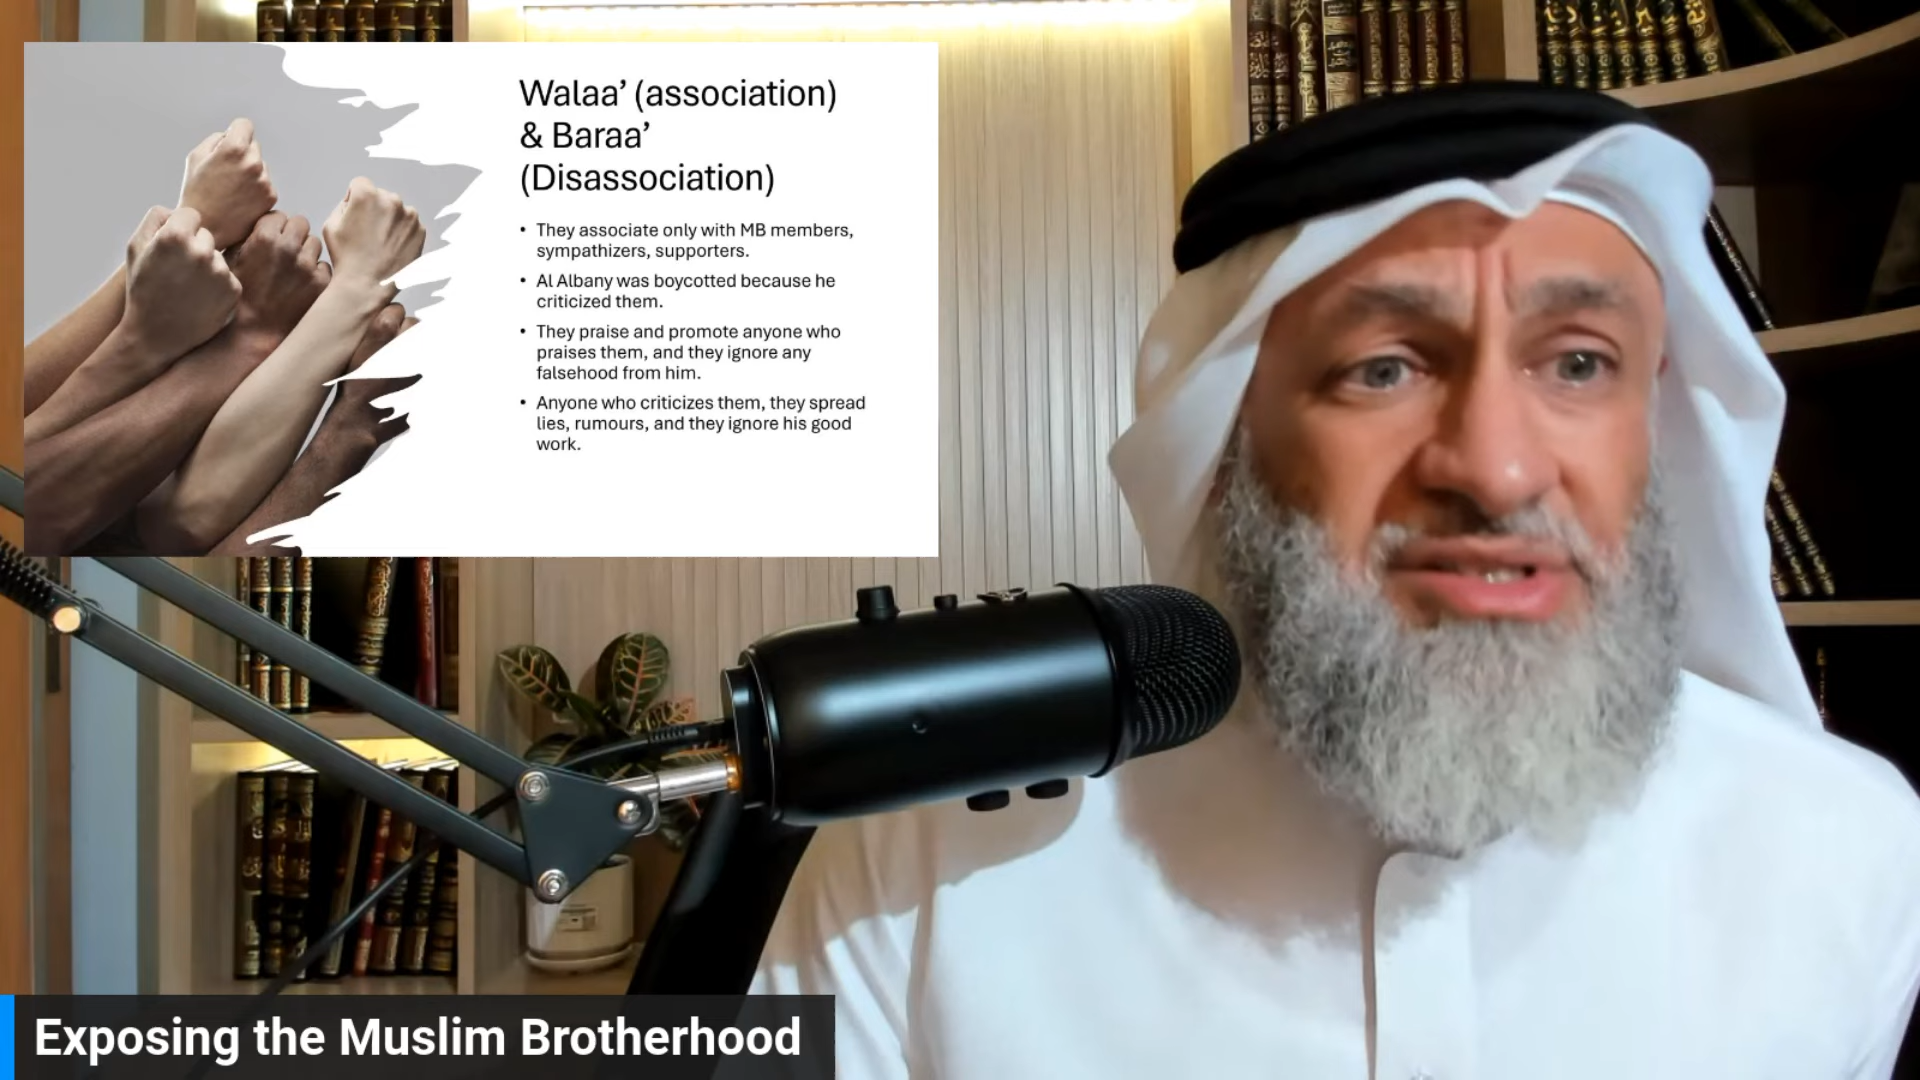 Walaa’ (association)
& Baraa’
(Disassociation)
• They associate only with MB members,
sympathizers, supporters.
• Al Albany was boycotted because he
criticized them.
• They praise and promote anyone who
praises them, and they ignore any
falsehood from him.
• Anyone who criticizes them, they spread
lies, rumours, and they ignore his good
work.
Exposing the Muslim Brotherhood